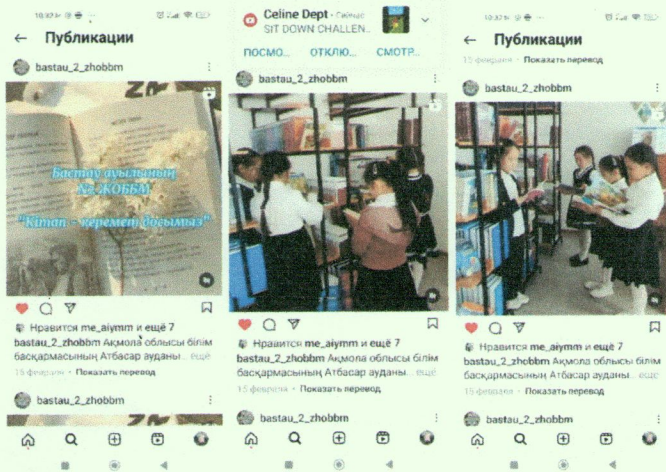 10:32
← Публикации
bastau_2_zhobbm
Бастау ауылының
№2 ЖОББМ
"Кітап - керемет досымыз"
Нравится me_aiymm и ещё 7
bastau_2_zhobbm Ақмола облысы білім
басқармасының Атбасар ауданы... ещё
15 февраля • Показать перевод
bastau_2_zhobbm
Celine Dept • Сейчас
SIT DOWN CHALLEN..
ПОСМО... ОТКЛЮ... СМОТР...
bastau_2_zhobbm
Нравится me_aiymm и ещё 7
bastau_2_zhobbm Ақмола облысы білім
басқармасының Атбасар ауданы... ещё
15 февраля • Показать перевод
bastau_2_zhobbm
10:32
← Публикации
15 февраля • Показать перевод
bastau_2_zhobbm
Нравится me_aiymm и ещё 7
bastau_2_zhobbm Ақмола облысы білім
басқармасының Атбасар ауданы... ещё
15 февраля • Показать перевод
bastau_2_zhobbm